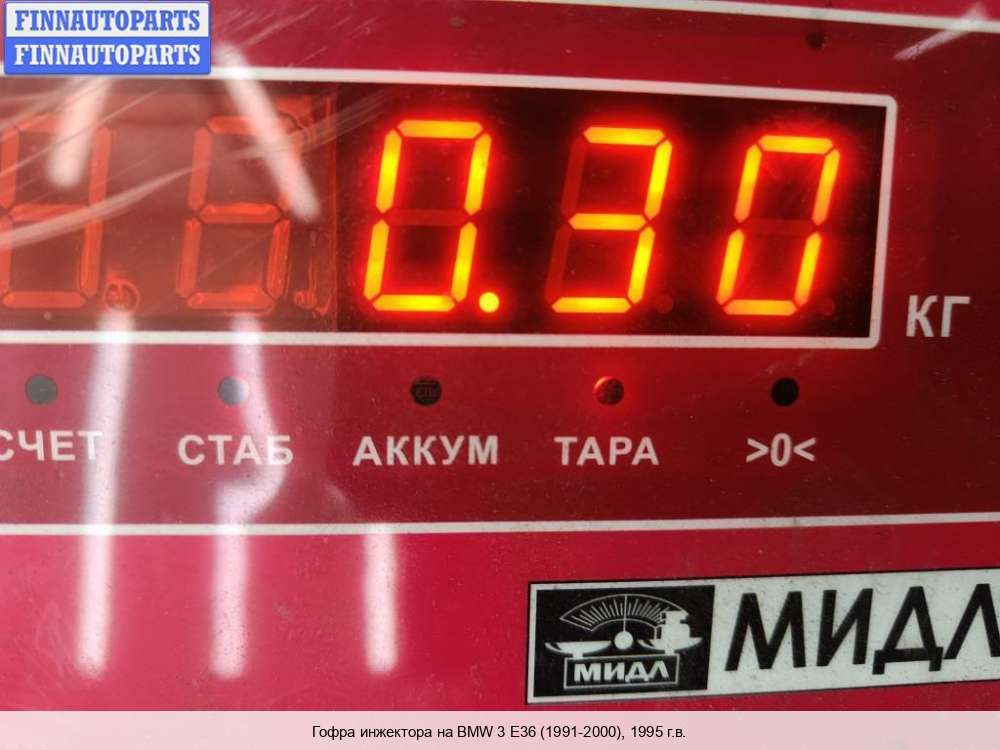 FINNAUTOPARTS
FINNAUTOPARTS
0.30
КГ
СЧЕТ СТАБ АККУМ ТАРА >0<
МИДЛ МИДЛ
Гофра инжектора на BMW 3 E36 (1991-2000), 1995 г.в.